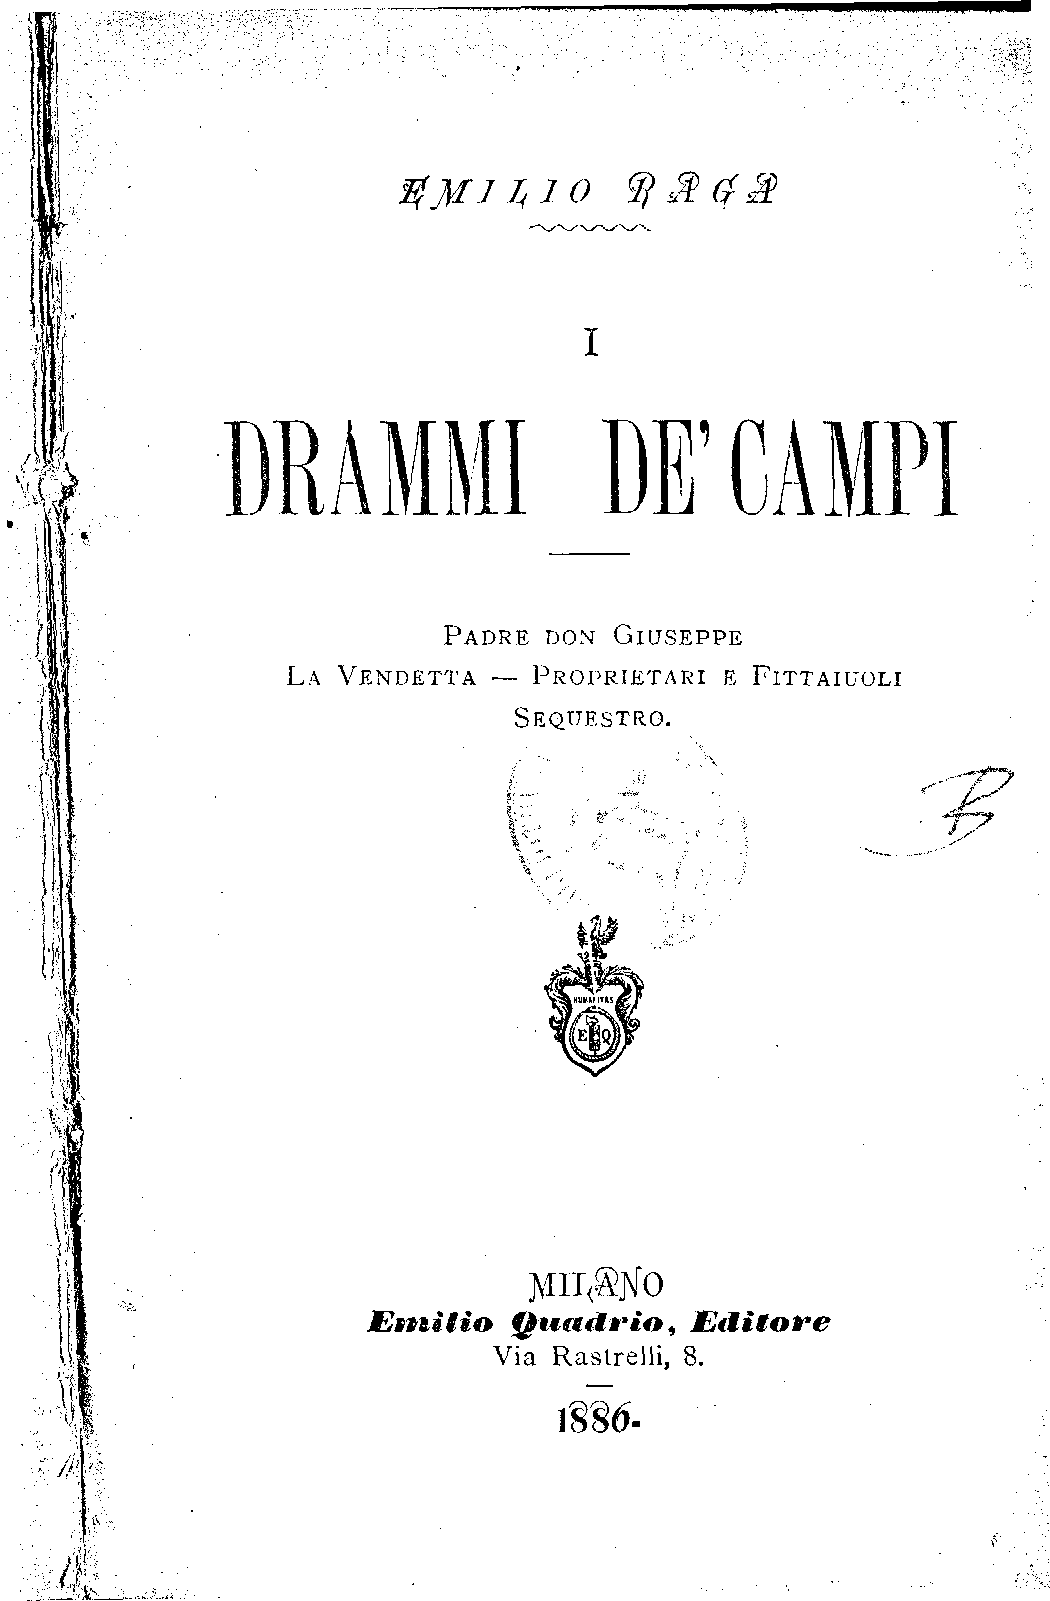 EMILIO RAGA
I
DRAMMI DE' CAMPI
PADRE DON GIUSEPPE
LA VENDETTA — PROPRIETARI E FITTAIUOLI
SEQUESTRO.
HUMANITAS
E Q
MILANO
Emilio Quadrio, Editore
Via Rastrelli, 8.
1886.